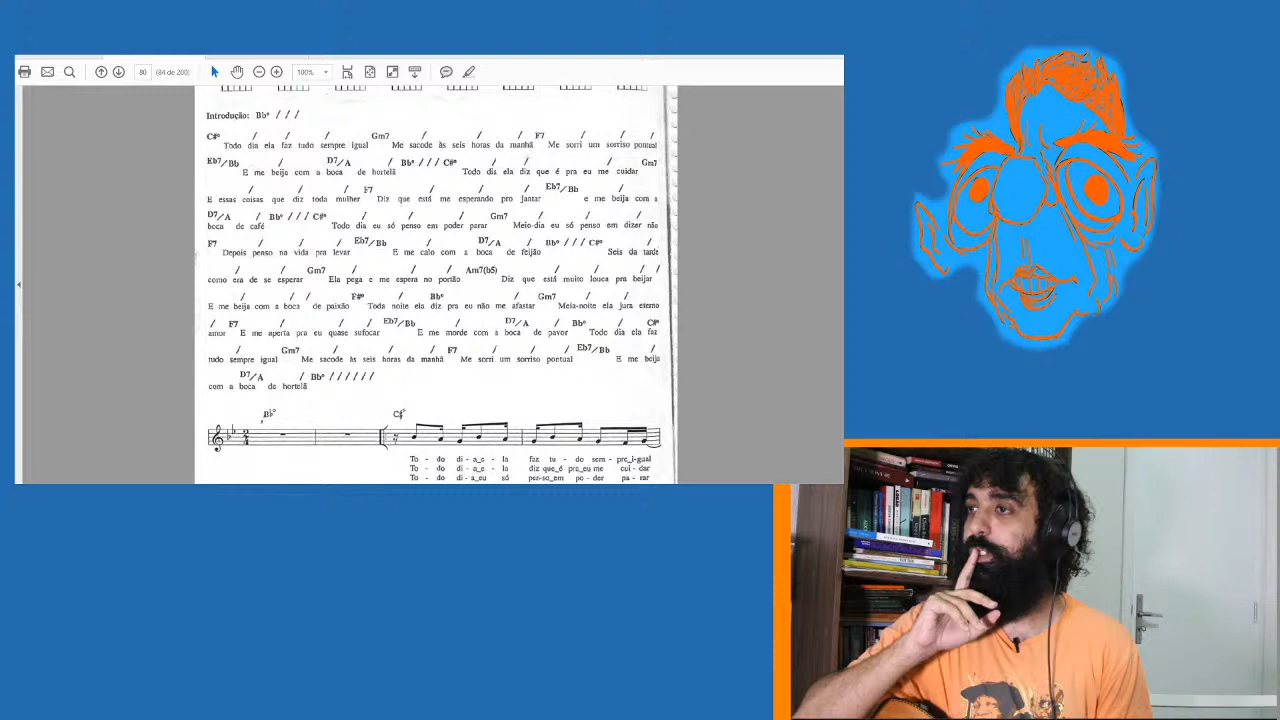 80 (84 de 200) 100%
Introdução: Bb° / / /
C#° / / / Gm7 / / / F7 / / /
Todo dia ela faz tudo sempre igual Me sacode às seis horas da manhã Me sorri um sorriso pontual
Eb7/Bb / D7/A / Bb° / / / C#° / / / Gm7
E me beija com a boca de hortelã Todo dia ela diz que é pra eu me cuidar
/ / / F7 / / / Eb7/Bb /
E essas coisas que diz toda mulher Diz que está me esperando pro jantar e me beija com a
D7/A / Bb° / / / C#° / / / Gm7 / / /
boca de café Todo dia eu só penso em poder parar Meio-dia eu só penso em dizer não
F7 / / / Eb7/Bb / D7/A / Bb° / / / C#° /
Depois penso na vida pra levar E me calo com a boca de feijão Seis da tarde
/ / Gm7 / / / Am7(b5) / / / /
como era de se esperar Ela pega e me espera no portão Diz que está muito louca pra beijar
/ / / F#° / Bb° / / Gm7 / /
E me beija com a boca de paixão Toda noite ela diz pra eu não me afastar Meia-noite ela jura eterno
/ F7 / / / Eb7/Bb / D7/A / Bb° / C#°
amor E me aperta pra eu quase sufocar E me morde com a boca de pavor Todo dia ela faz
/ Gm7 / / / F7 / / / Eb7/Bb /
tudo sempre igual Me sacode às seis horas da manhã Me sorri um sorriso pontual E me beija
D7/A / Bb° / / / / / /
com a boca de hortelã
Bb° C#°
To - do di - a_e - la faz tu - do sem - pre_i-gual
To - do di - a_e - la diz que_é pra_eu me cui - dar
To - do di - a_eu só pen-so_em po - der pa - rar